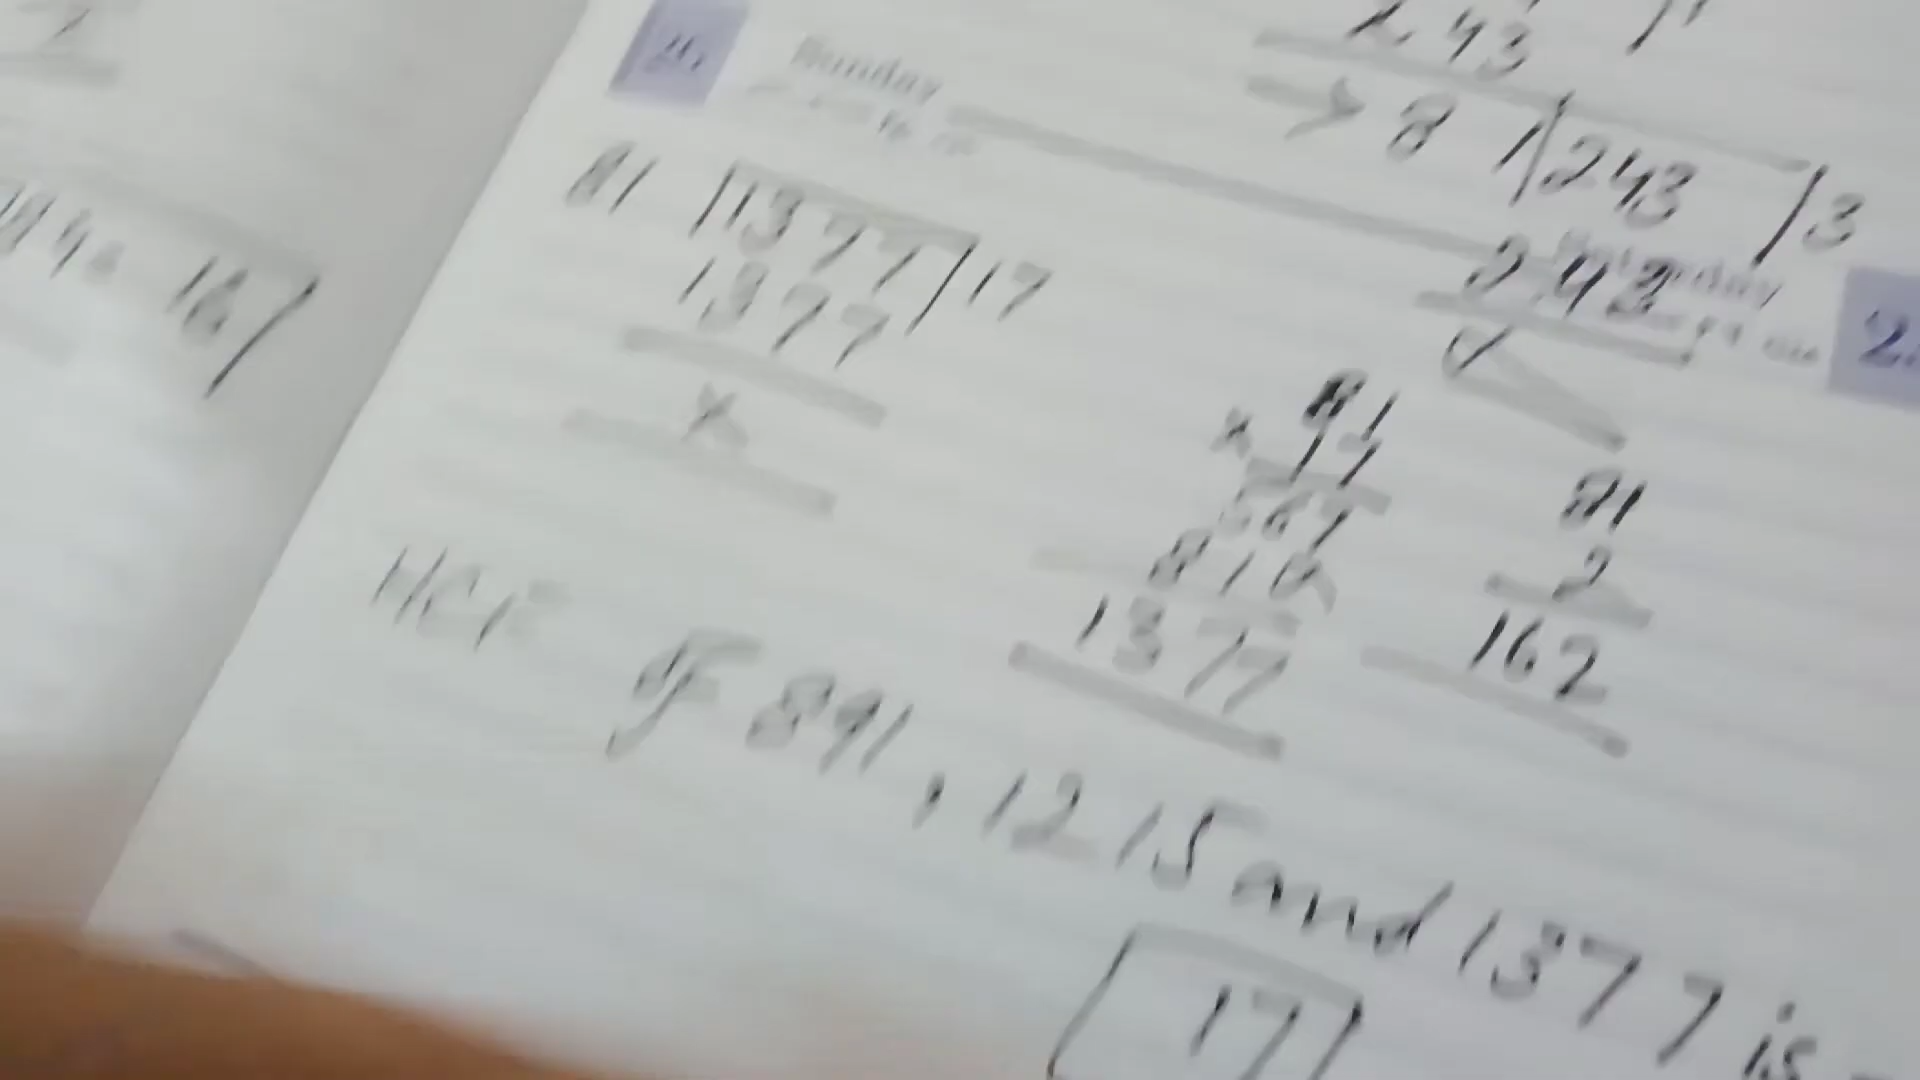 243
→ 81 243 3
243
Sunday
81 1377 17
1377
x
81
x 17
567
810
1377
81
2
162
HCF
of 891, 1215 and 1377 is
17